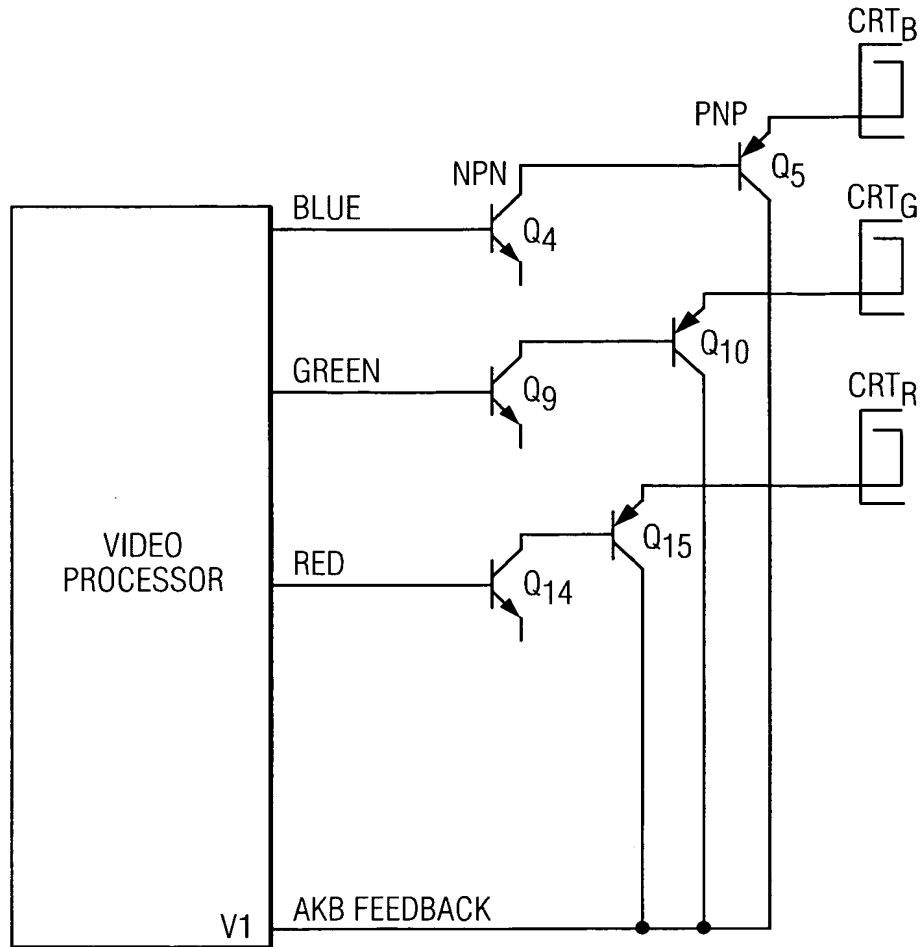 CRTB
PNP
Q5
NPN
BLUE
Q4
CRTG
Q10
GREEN
Q9
CRTR
Q15
VIDEO
PROCESSOR
RED
Q14
V1
AKB FEEDBACK